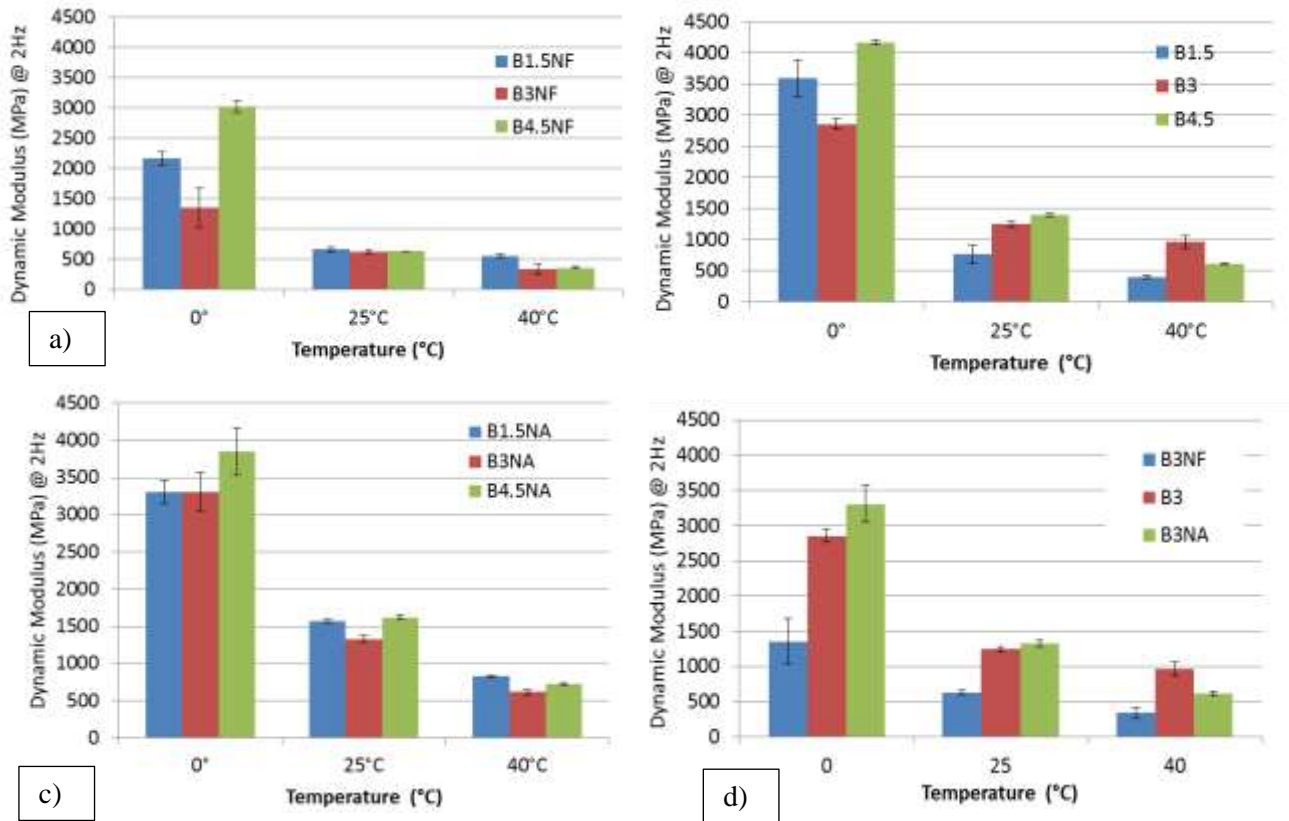 Dynamic Modulus (MPa) @ 2Hz
4500
4000
3500
3000
2500
2000
1500
1000
500
0
B1.5NF
B3NF
B4.5NF
0° 25°C 40°C
Temperature (°C)
a)
Dynamic Modulus (MPa) @ 2Hz
4500
4000
3500
3000
2500
2000
1500
1000
500
0
B1.5
B3
B4.5
0° 25°C 40°C
Temperature (°C)
Dynamic Modulus (MPa) @ 2Hz
4500
4000
3500
3000
2500
2000
1500
1000
500
0
B1.5NA
B3NA
B4.5NA
0° 25°C 40°C
Temperature (°C)
c)
Dynamic Modulus (MPa) @ 2Hz
4500
4000
3500
3000
2500
2000
1500
1000
500
0
B3NF
B3
B3NA
0 25 40
Temperature (°C)
d)